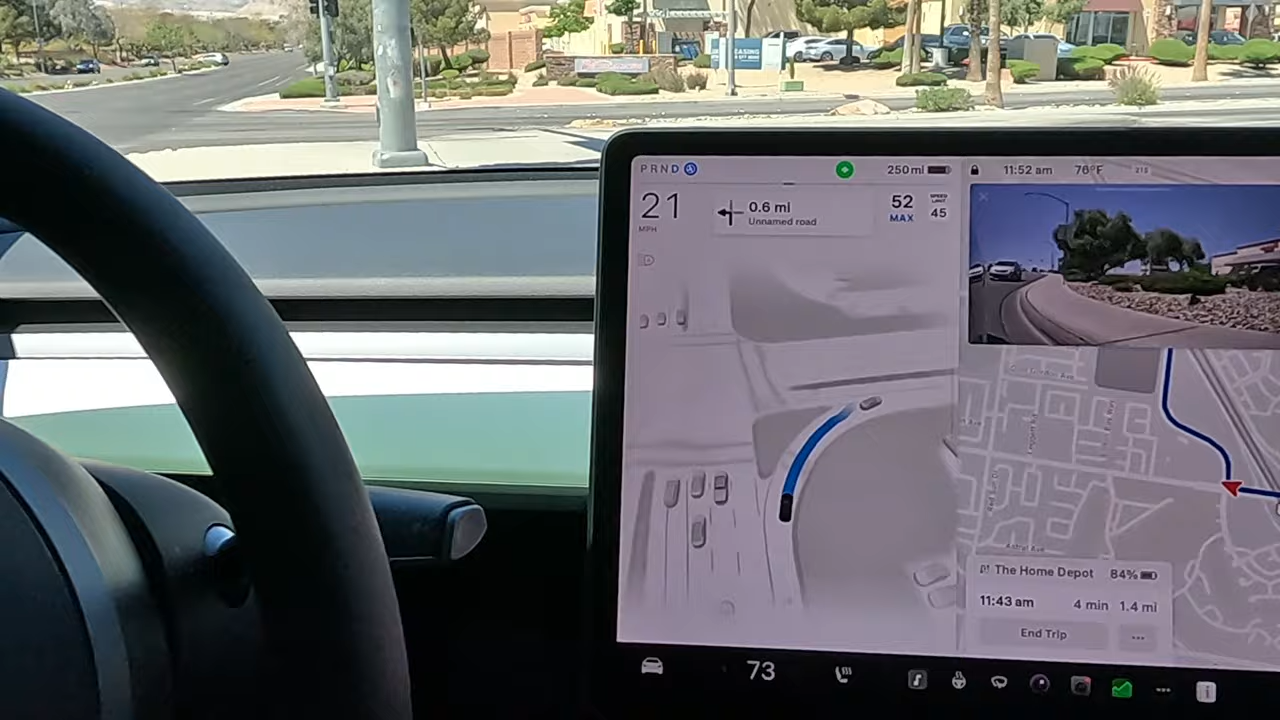 PRND
250 mi
11:52 am
76°F
21
MPH
0.6 mi
Unnamed road
52
MAX
SPEED
LIMIT
45
The Home Depot
84%
11:43 am
4 min
1.4 mi
End Trip
73